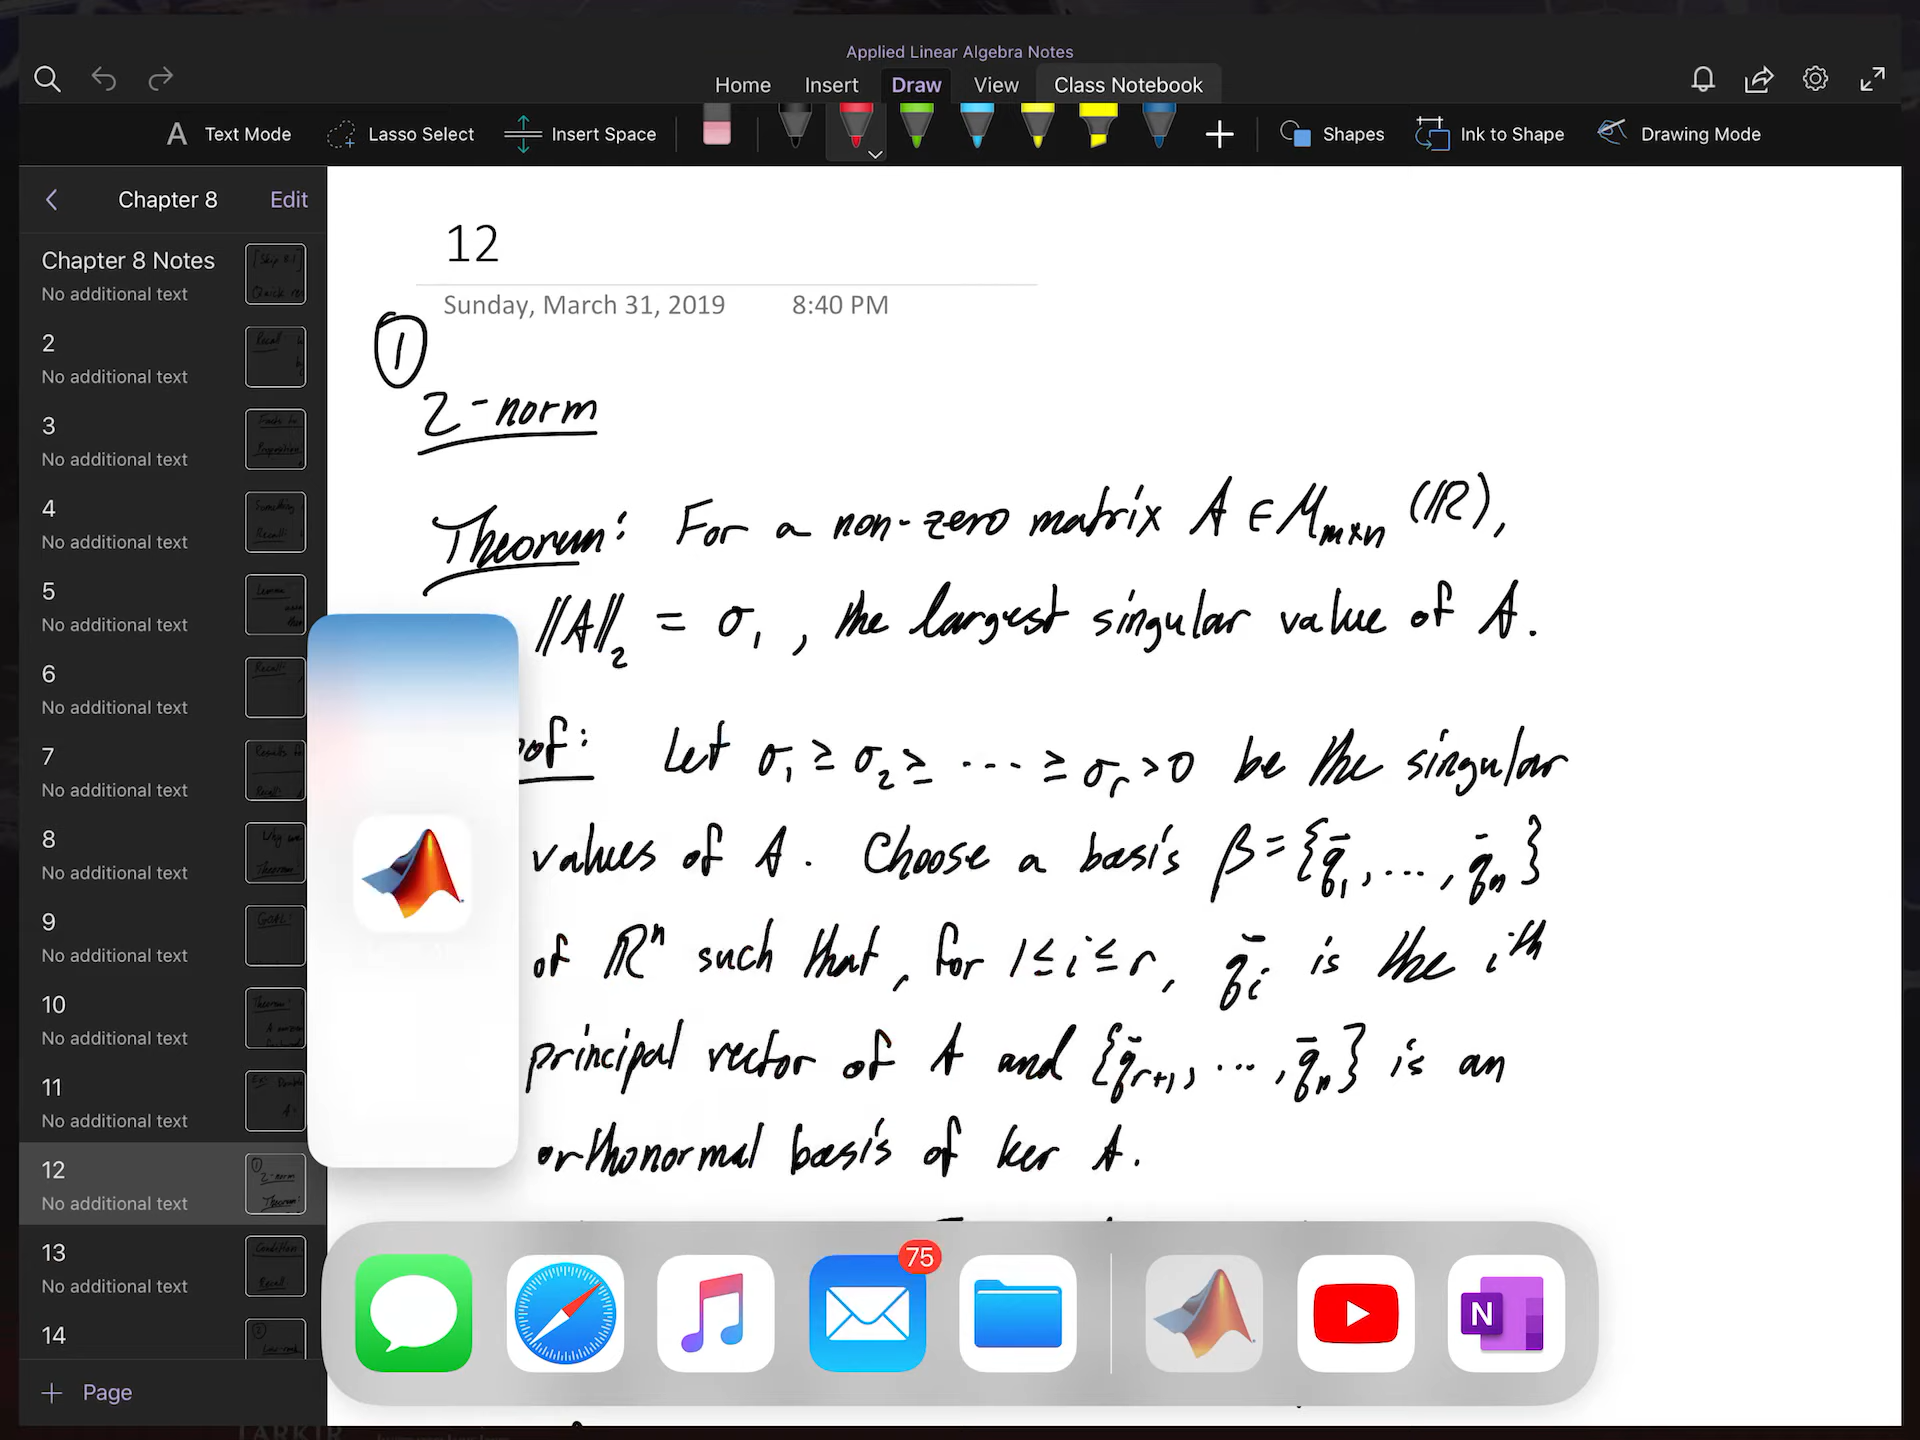 Applied Linear Algebra Notes
Home Insert Draw View Class Notebook
Text Mode Lasso Select Insert Space Shapes Ink to Shape Drawing Mode
Chapter 8 Edit
Chapter 8 Notes
No additional text
2
No additional text
3
No additional text
4
No additional text
5
No additional text
6
No additional text
7
No additional text
8
No additional text
9
No additional text
10
No additional text
11
No additional text
12
No additional text
13
No additional text
14
+ Page
12
Sunday, March 31, 2019 8:40 PM
①
2-norm
Theorem: For a non-zero matrix A ∈ M_{m×n} (ℝ),
‖A‖₂ = σ₁, the largest singular value of A.
oof: Let σ₁ ≥ σ₂ ≥ ··· ≥ σᵣ > 0 be the singular
values of A. Choose a basis β = {q̄₁, ..., q̄ₙ}
of ℝⁿ such that, for 1 ≤ i ≤ r, q̄ᵢ is the iᵗʰ
principal vector of A and {q̄ᵣ₊₁, ..., q̄ₙ} is an
orthonormal basis of ker A.
75
N